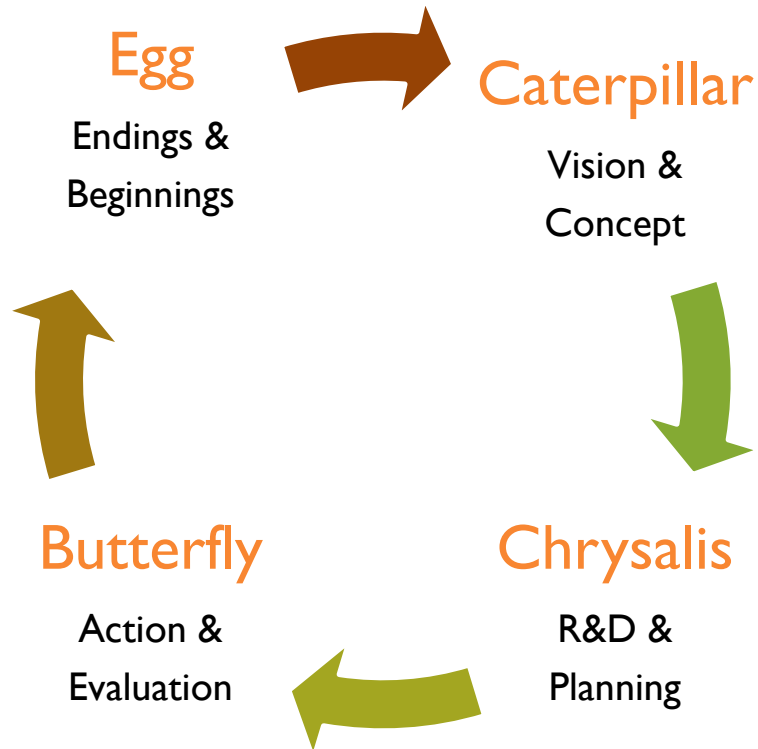 Egg
Endings &
Beginnings
Caterpillar
Vision &
Concept
Chrysalis
R&D &
Planning
Butterfly
Action &
Evaluation